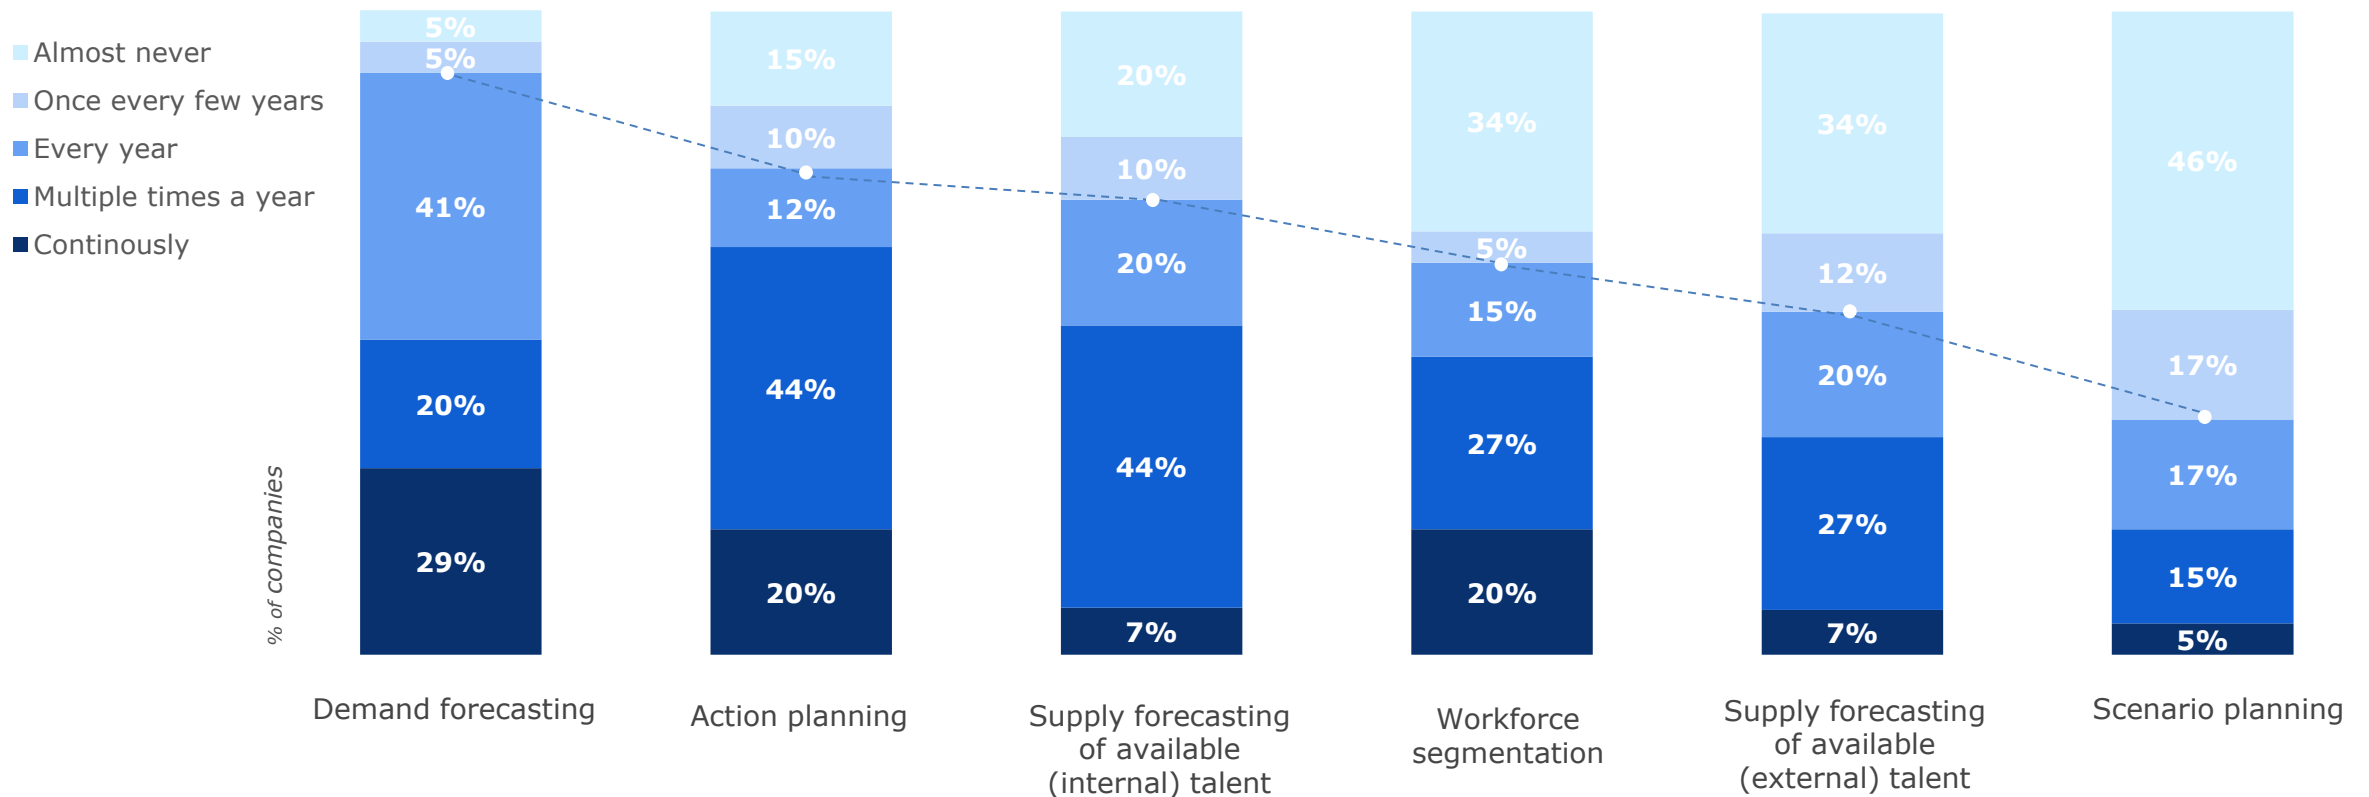 Almost never
Once every few years
Every year
Multiple times a year
Continously
% of companies
5%
5%
41%
20%
29%
15%
10%
12%
44%
20%
20%
10%
20%
44%
7%
34%
5%
15%
27%
20%
34%
12%
20%
27%
7%
46%
17%
17%
15%
5%
Demand forecasting
Action planning
Supply forecasting
of available
(internal) talent
Workforce
segmentation
Supply forecasting
of available
(external) talent
Scenario planning